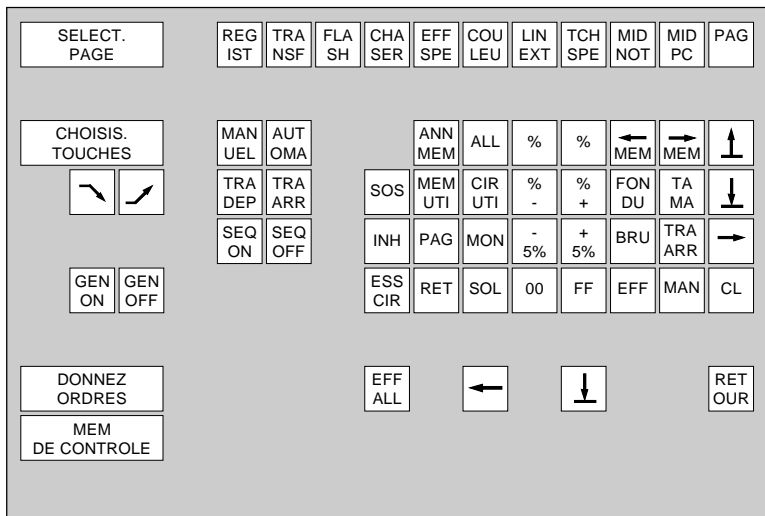 SELECT. REG TRA FLA CHA EFF COU LIN TCH MID MID PAG
PAGE IST NSF SH SER SPE LEU EXT SPE NOT PC
CHOISIS. MAN AUT ANN ALL % %
TOUCHES UEL OMA MEM MEM MEM
TRA TRA SOS MEM CIR % % FON TA
DEP ARR UTI UTI - + DU MA
SEQ SEQ INH PAG MON - + BRU TRA
ON OFF 5% 5% ARR
GEN GEN ESS RET SOL 00 FF EFF MAN CL
ON OFF CIR
DONNEZ EFF RET
ORDRES ALL OUR
MEM
DE CONTROLE